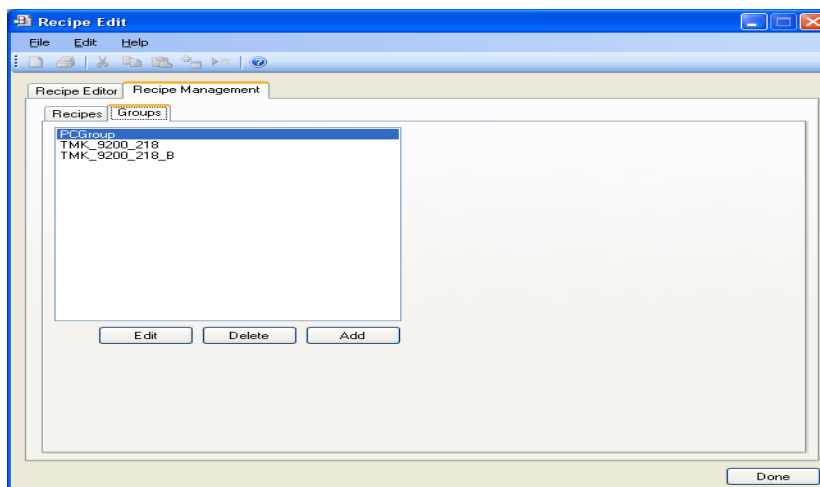 Recipe Edit
File Edit Help
Recipe Editor Recipe Management
Recipes Groups
PCGroup
TMK_9200_218
TMK_9200_218_B
Edit Delete Add
Done